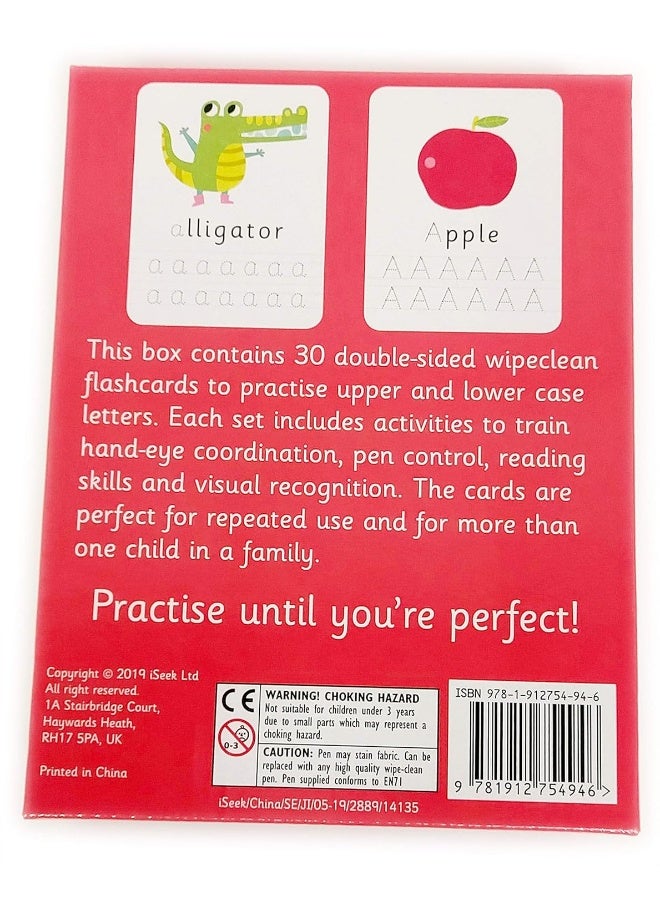 alligator
a a a a a a a
a a a a a a a
Apple
A A A A A A
A A A A A A
This box contains 30 double-sided wipeclean
flashcards to practise upper and lower case
letters. Each set includes activities to train
hand-eye coordination, pen control, reading
skills and visual recognition. The cards are
perfect for repeated use and for more than
one child in a family.
Practise until you're perfect!
Copyright © 2019 iSeek Ltd
All right reserved.
1A Stairbridge Court,
Haywards Heath,
RH17 5PA, UK
Printed in China
CE
0-3
WARNING! CHOKING HAZARD
Not suitable for children under 3 years
due to small parts which may represent a
choking hazard.
CAUTION: Pen may stain fabric. Can be
replaced with any high quality wipe-clean
pen. Pen supplied conforms to EN71
iSeek/China/SE/JI/05-19/2889/14135
ISBN 978-1-912754-94-6
9 781912 754946 >